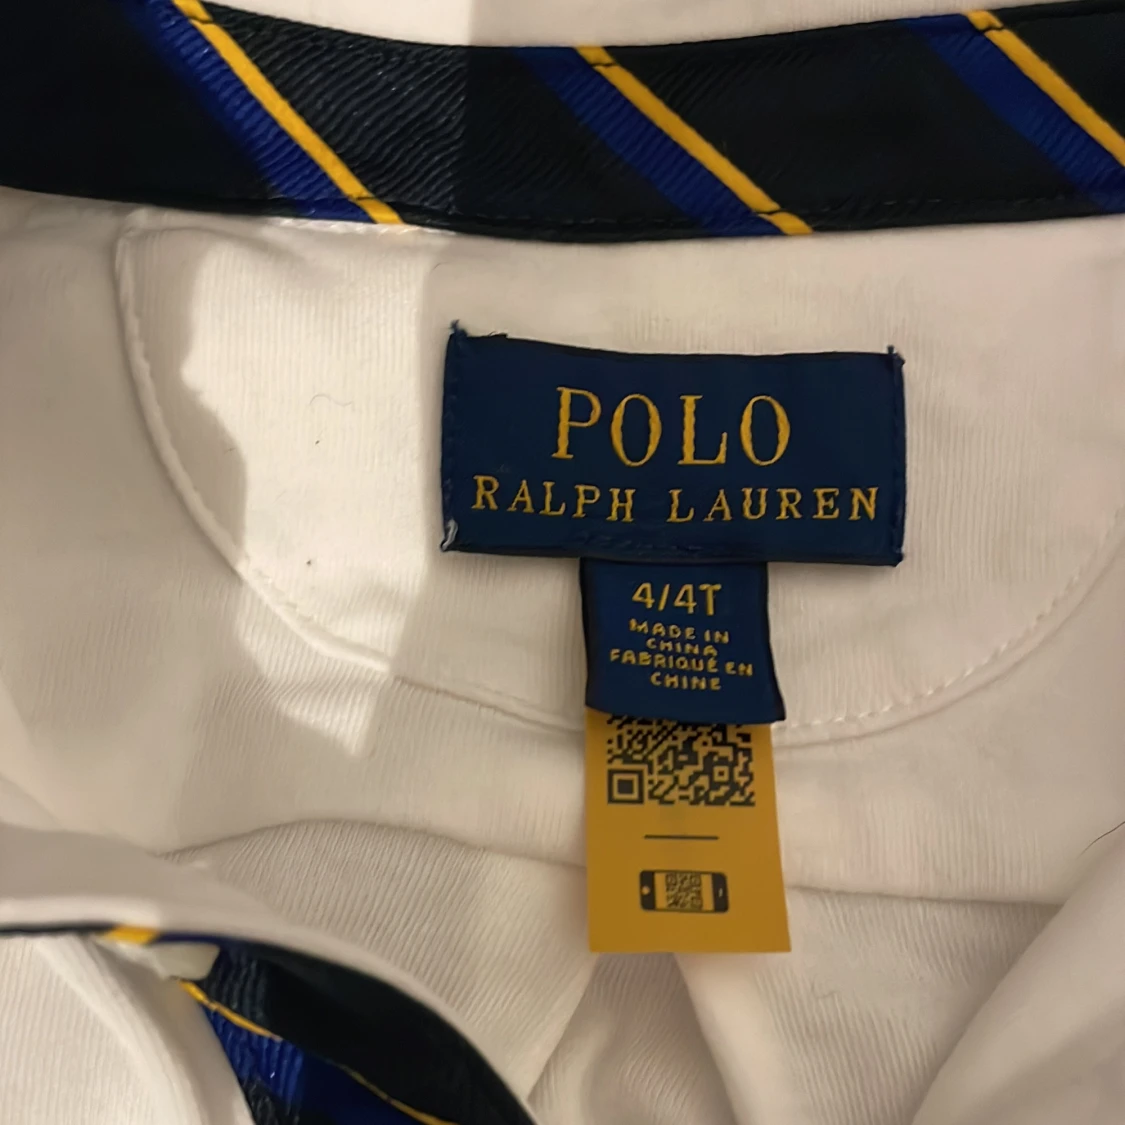 POLO
RALPH LAUREN
4/4T
MADE IN
CHINA
FABRIQUÉ EN
CHINE